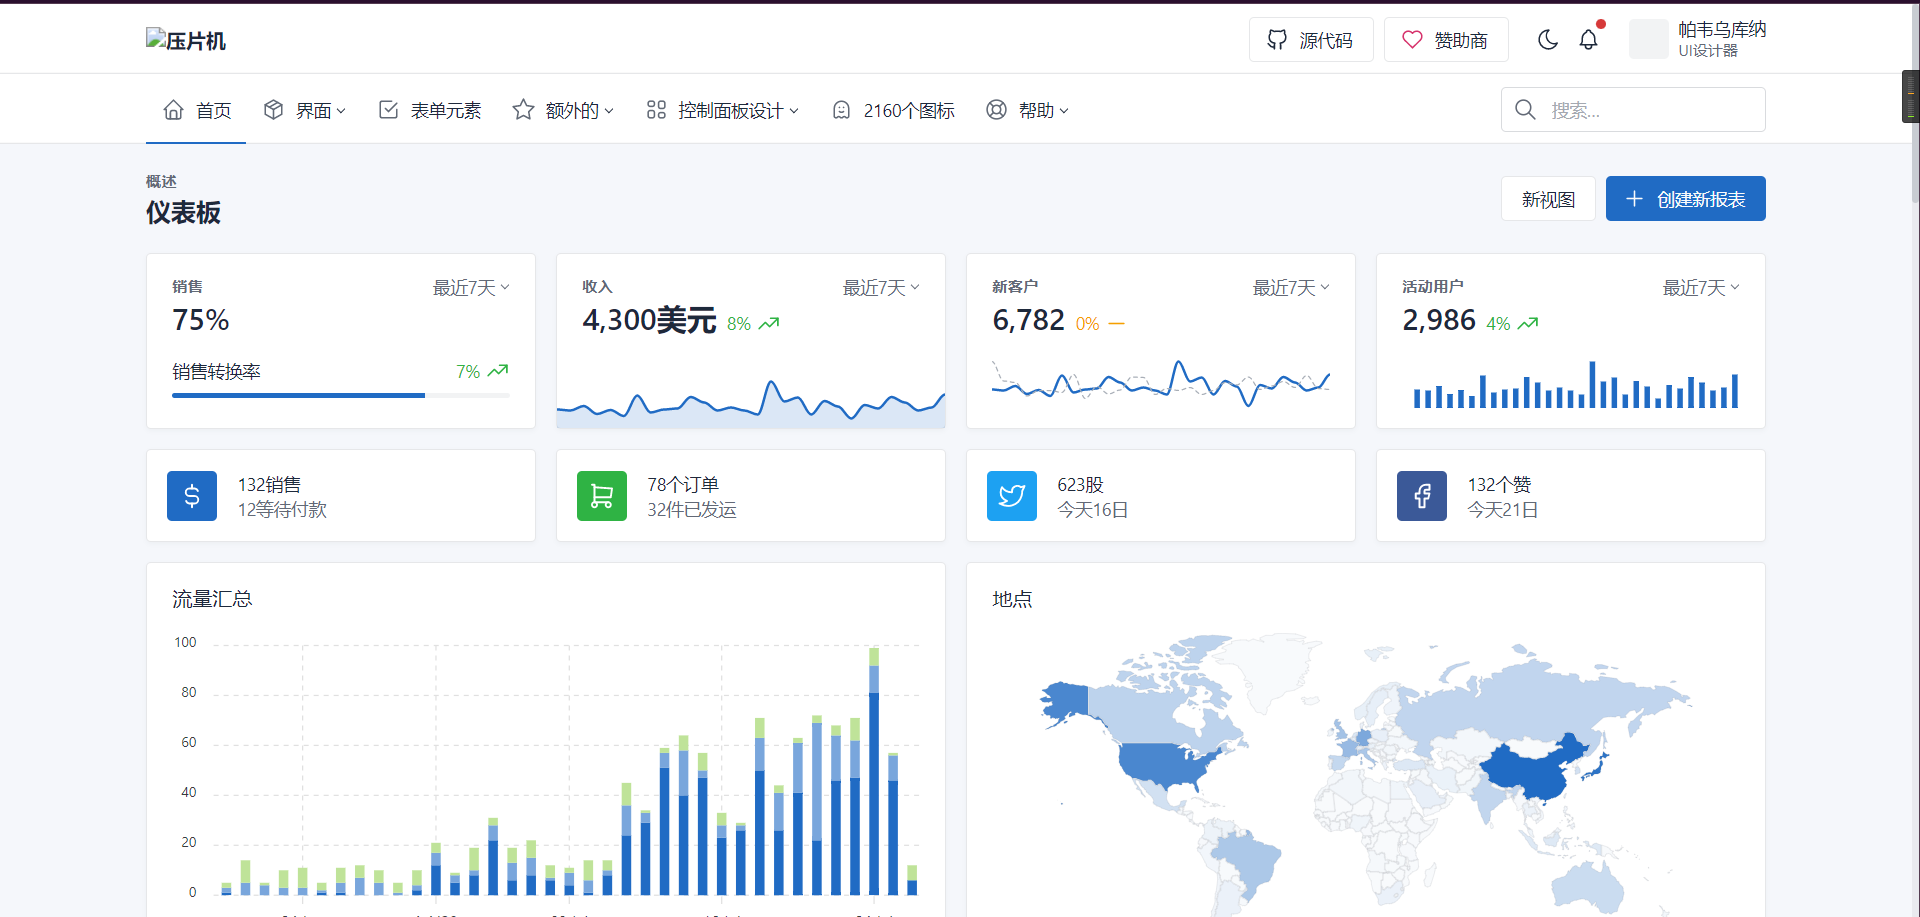 压片机
源代码
赞助商
帕韦乌库纳
UI设计器
首页
界面
表单元素
额外的
控制面板设计
2160个图标
帮助
搜索...
概述
仪表板
新视图
创建新报表
销售
最近7天
75%
销售转换率
7%
收入
最近7天
4,300美元
8%
新客户
最近7天
6,782
0%
活动用户
最近7天
2,986
4%
132销售
12等待付款
78个订单
32件已发运
623股
今天16日
132个赞
今天21日
流量汇总
100
80
60
40
20
0
地点